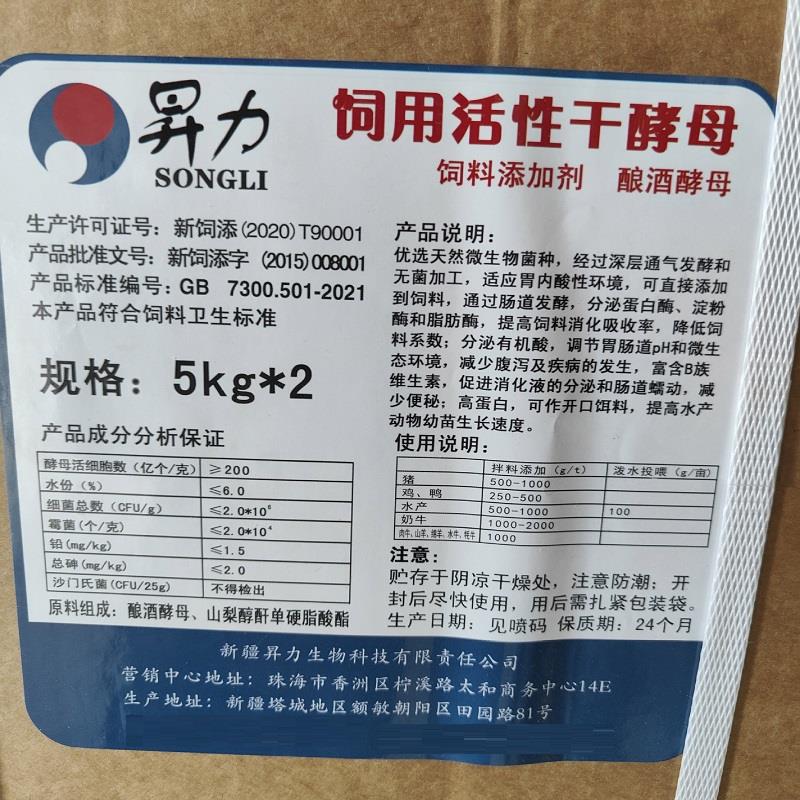 昇力
SONGLI
饲用活性干酵母
饲料添加剂 酿酒酵母
生产许可证号：新饲添(2020)T90001
产品批准文号：新饲添字 (2015)008001
产品标准编号：GB 7300.501-2021
本产品符合饲料卫生标准
规格：5kg*2
产品成分分析保证
酵母活细胞数（亿个/克） ≥200
水份（%） ≤6.0
细菌总数（CFU/g） ≤2.0*10⁶
霉菌(个/克) ≤2.0*10⁴
铅(mg/kg) ≤1.5
总砷(mg/kg) ≤2.0
沙门氏菌(CFU/25g) 不得检出
原料组成：酿酒酵母、山梨醇酐单硬脂酸酯
产品说明：
优选天然微生物菌种，经过深层通气发酵和
无菌加工，适应胃内酸性环境，可直接添加
到饲料，通过肠道发酵，分泌蛋白酶、淀粉
酶和脂肪酶，提高饲料消化吸收率，降低饲
料系数；分泌有机酸，调节胃肠道pH和微生
态环境，减少腹泻及疾病的发生，富含B族
维生素，促进消化液的分泌和肠道蠕动，减
少便秘；高蛋白，可作开口饵料，提高水产
动物幼苗生长速度。
使用说明：
拌料添加（g/t） 泼水投喂（g/亩）
猪 500-1000
鸡、鸭 250-500
水产 500-1000 100
奶牛 1000-2000
肉牛、山羊、绵羊、水牛、牦牛 1000
注意：
贮存于阴凉干燥处，注意防潮；开
封后尽快使用，用后需扎紧包装袋。
生产日期：见喷码 保质期：24个月
新疆昇力生物科技有限责任公司
营销中心地址：珠海市香洲区柠溪路太和商务中心14E
生产地址：新疆塔城地区额敏朝阳区田园路81号